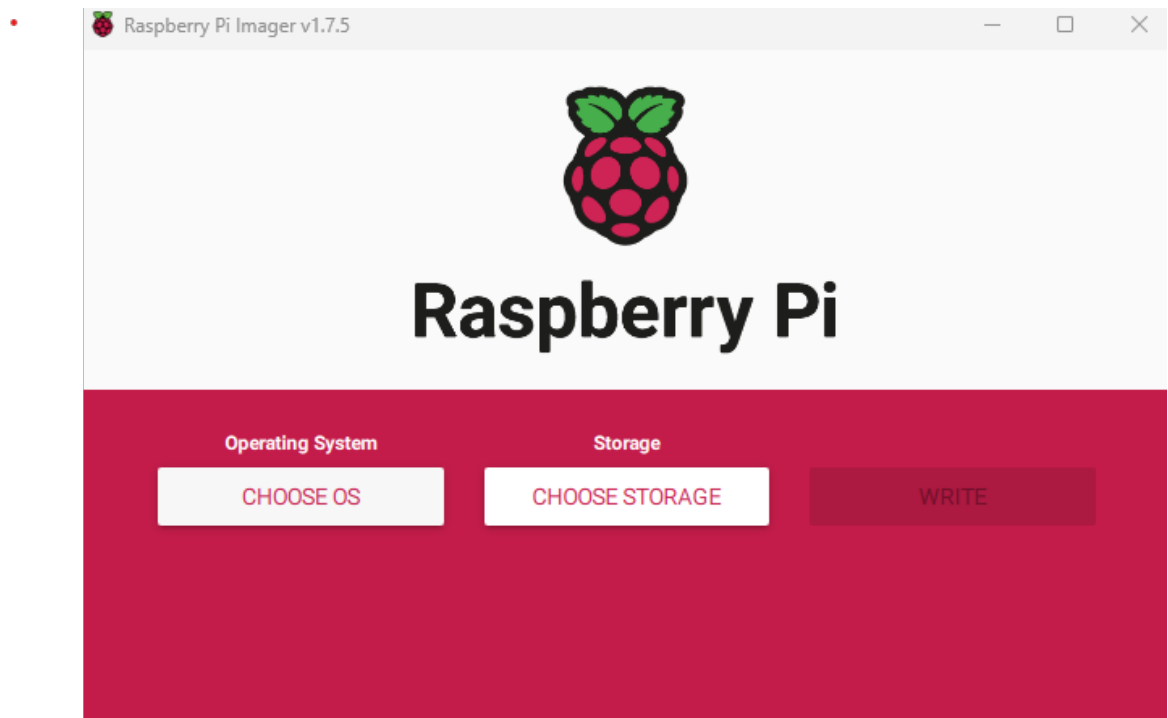 Raspberry Pi Imager v1.7.5
Raspberry Pi
Operating System
Storage
CHOOSE OS
CHOOSE STORAGE
WRITE